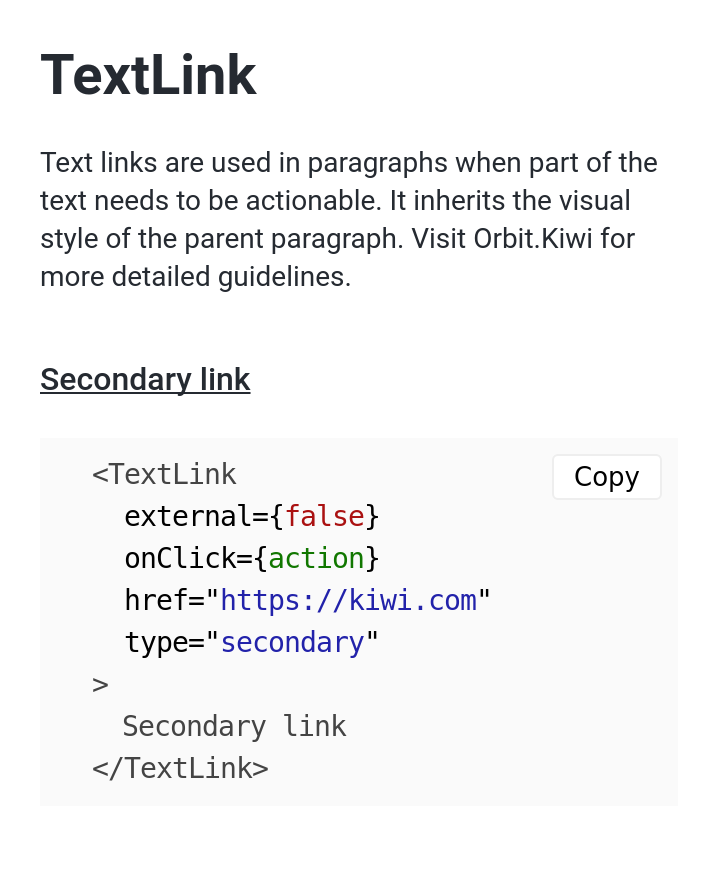 TextLink
Text links are used in paragraphs when part of the
text needs to be actionable. It inherits the visual
style of the parent paragraph. Visit Orbit.Kiwi for
more detailed guidelines.
Secondary link
Copy
<TextLink
  external={false}
  onClick={action}
  href="https://kiwi.com"
  type="secondary"
>
  Secondary link
</TextLink>